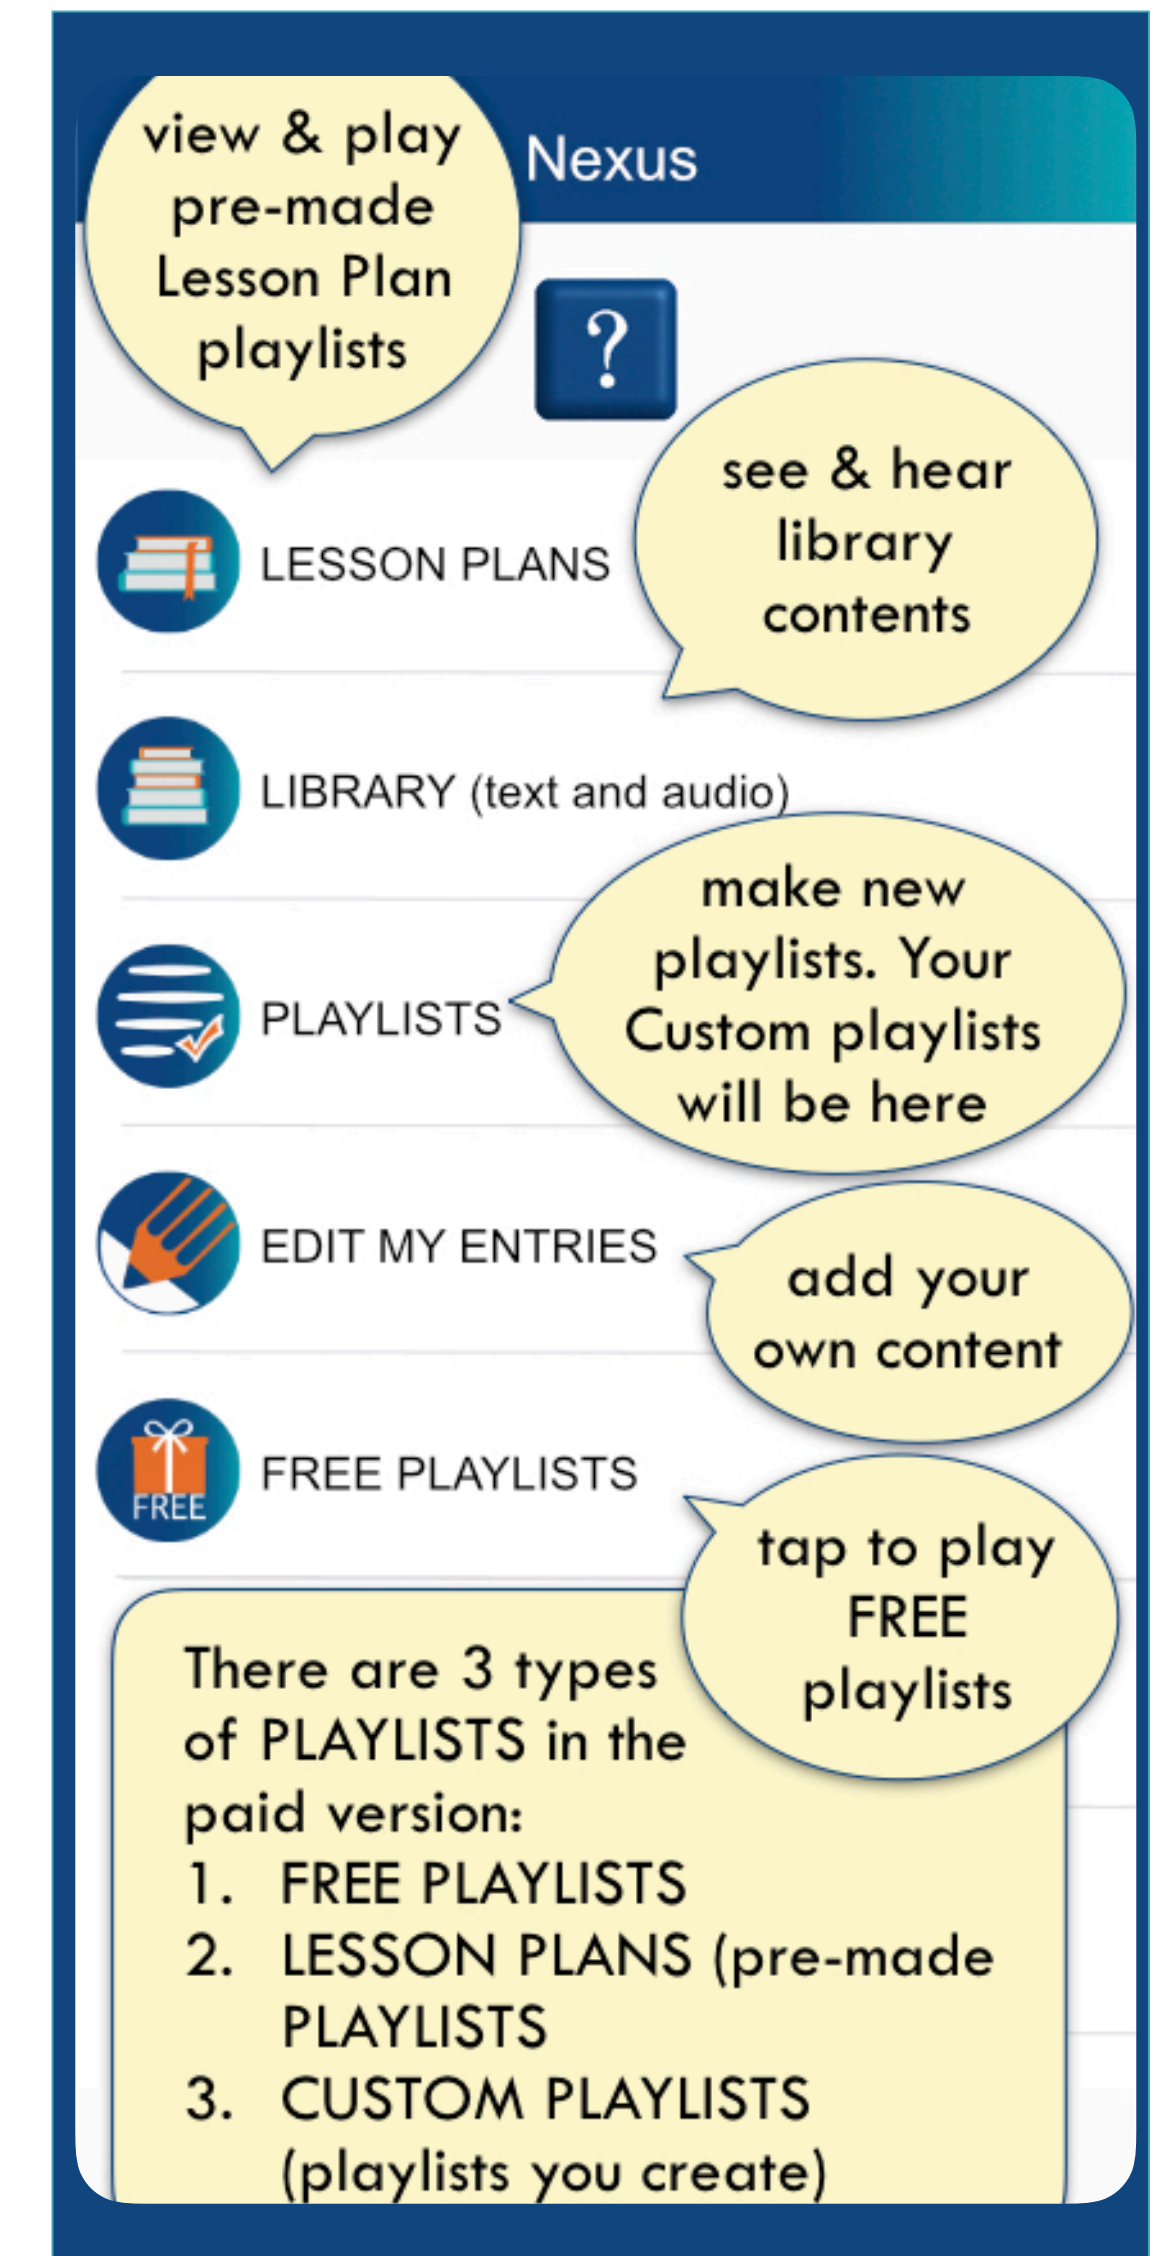 view & play
pre-made
Lesson Plan
playlists
Nexus
?
see & hear
library
contents
LESSON PLANS
LIBRARY (text and audio)
make new
playlists. Your
Custom playlists
will be here
PLAYLISTS
EDIT MY ENTRIES
add your
own content
FREE
FREE PLAYLISTS
tap to play
FREE
playlists
There are 3 types
of PLAYLISTS in the
paid version:
1. FREE PLAYLISTS
2. LESSON PLANS (pre-made
PLAYLISTS
3. CUSTOM PLAYLISTS
(playlists you create)